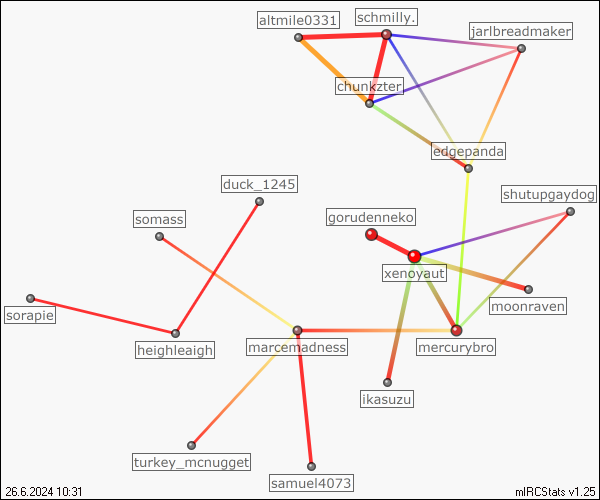 schmilly.
altmile0331
jarlbreadmaker
chunkzter
edgepanda
duck_1245
shutupgaydog
somass
gorudenneko
xenoyaut
moonraven
sorapie
heighleaigh
marcemadness
mercurybro
ikasuzu
turkey_mcnugget
samuel4073
26.6.2024 10:31
mIRCStats v1.25